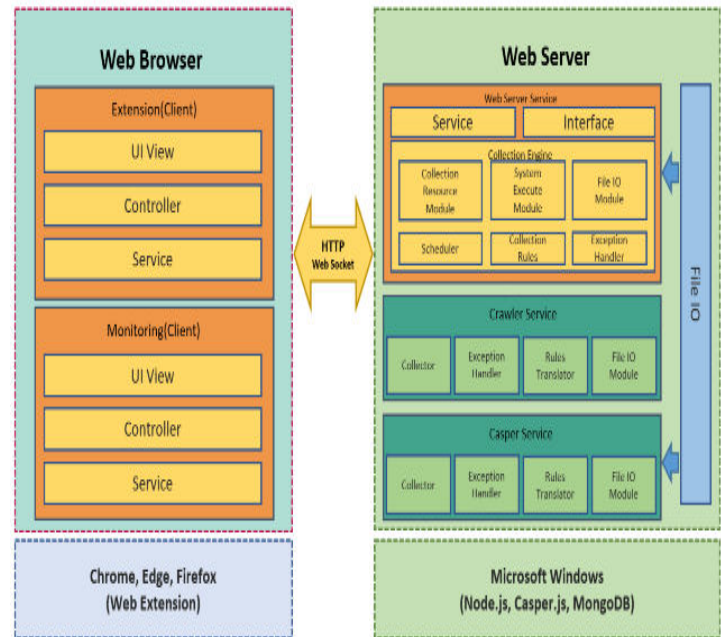 Web Browser
Extension(Client)
UI View
Controller
Service
Monitoring(Client)
UI View
Controller
Service
Chrome, Edge, Firefox
(Web Extension)
HTTP
Web Socket
Web Server
Web Server Service
Service
Interface
Collection Engine
Collection
Resource
Module
System
Execute
Module
File IO
Module
Scheduler
Collection
Rules
Exception
Handler
Crawler Service
Collector
Exception
Handler
Rules
Translator
File IO
Module
Casper Service
Collector
Exception
Handler
Rules
Translator
File IO
Module
File IO
Microsoft Windows
(Node.js, Casper.js, MongoDB)